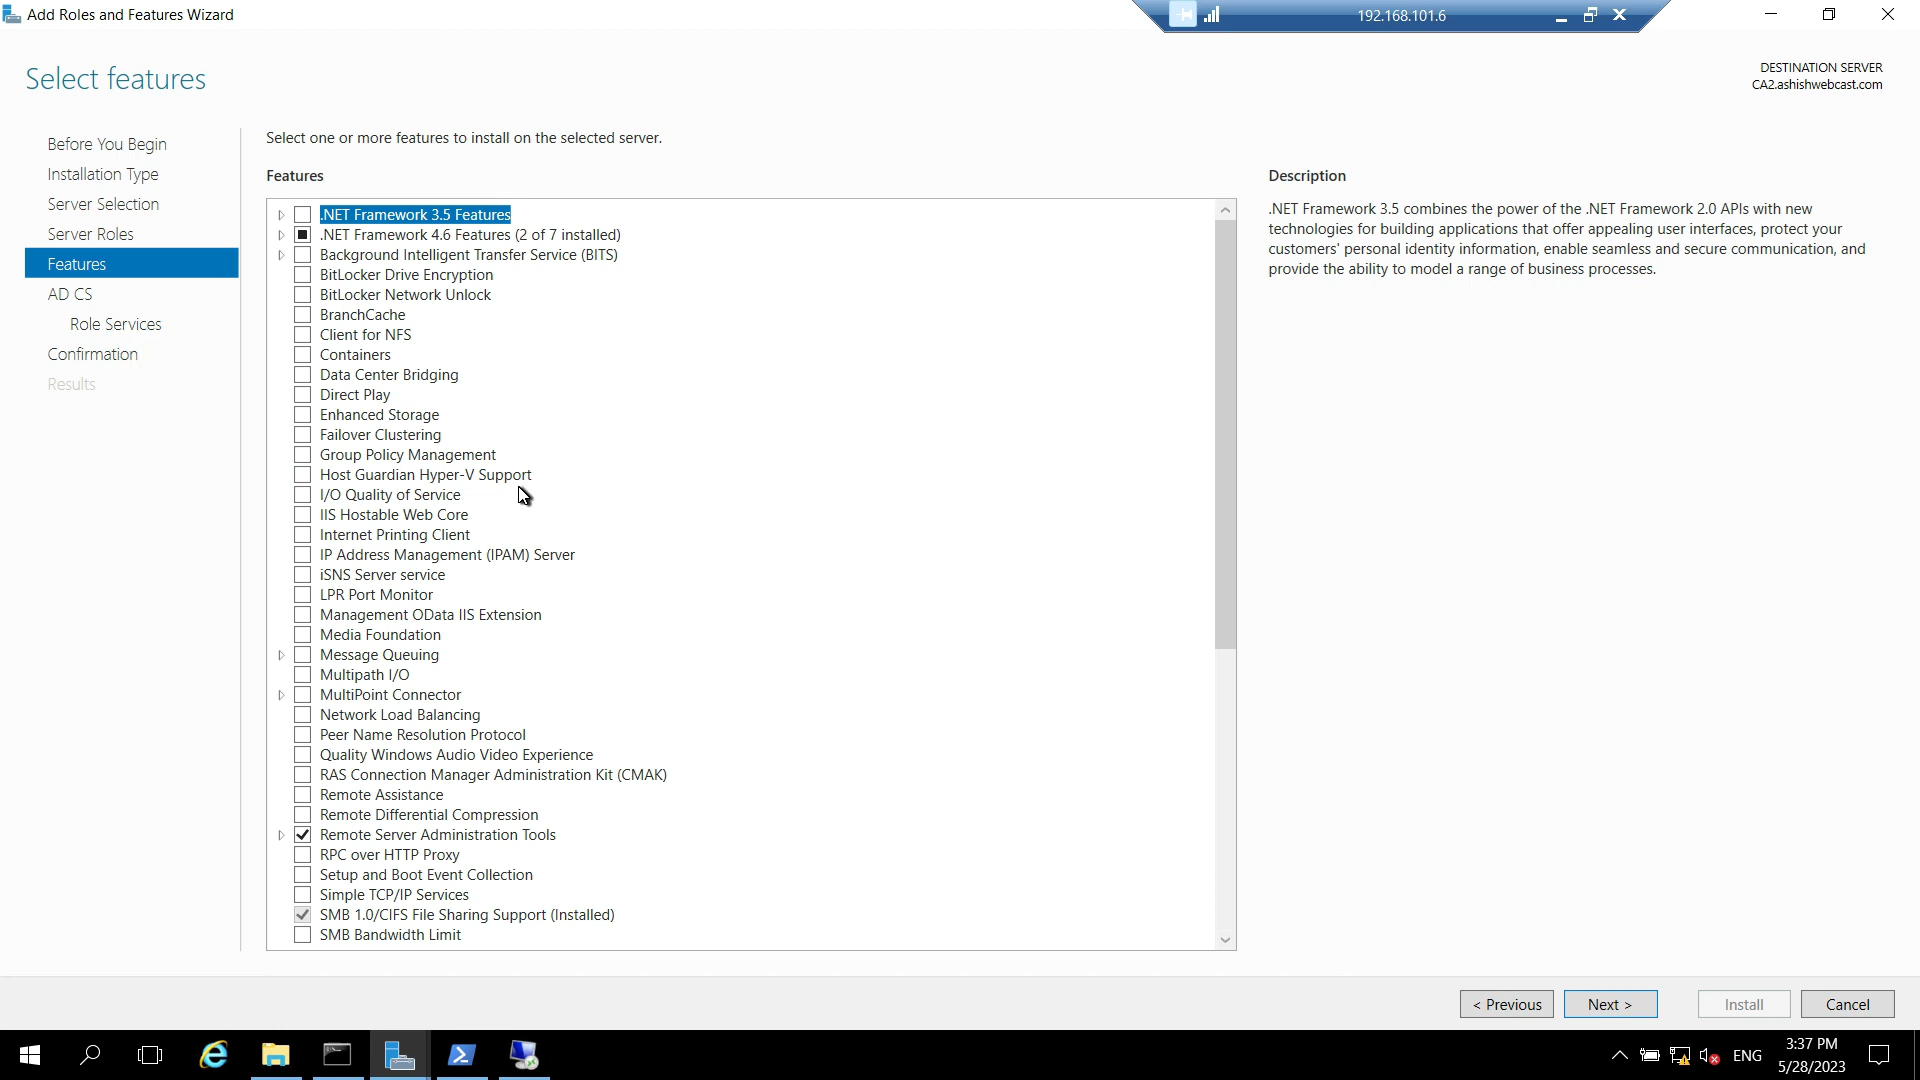 Add Roles and Features Wizard
192.168.101.6
Select features
DESTINATION SERVER
CA2.ashishwebcast.com
Before You Begin
Installation Type
Server Selection
Server Roles
Features
AD CS
Role Services
Confirmation
Results
Select one or more features to install on the selected server.
Features
.NET Framework 3.5 Features
.NET Framework 4.6 Features (2 of 7 installed)
Background Intelligent Transfer Service (BITS)
BitLocker Drive Encryption
BitLocker Network Unlock
BranchCache
Client for NFS
Containers
Data Center Bridging
Direct Play
Enhanced Storage
Failover Clustering
Group Policy Management
Host Guardian Hyper-V Support
I/O Quality of Service
IIS Hostable Web Core
Internet Printing Client
IP Address Management (IPAM) Server
iSNS Server service
LPR Port Monitor
Management OData IIS Extension
Media Foundation
Message Queuing
Multipath I/O
MultiPoint Connector
Network Load Balancing
Peer Name Resolution Protocol
Quality Windows Audio Video Experience
RAS Connection Manager Administration Kit (CMAK)
Remote Assistance
Remote Differential Compression
Remote Server Administration Tools
RPC over HTTP Proxy
Setup and Boot Event Collection
Simple TCP/IP Services
SMB 1.0/CIFS File Sharing Support (Installed)
SMB Bandwidth Limit
Description
.NET Framework 3.5 combines the power of the .NET Framework 2.0 APIs with new
technologies for building applications that offer appealing user interfaces, protect your
customers' personal identity information, enable seamless and secure communication, and
provide the ability to model a range of business processes.
< Previous
Next >
Install
Cancel
ENG
3:37 PM
5/28/2023